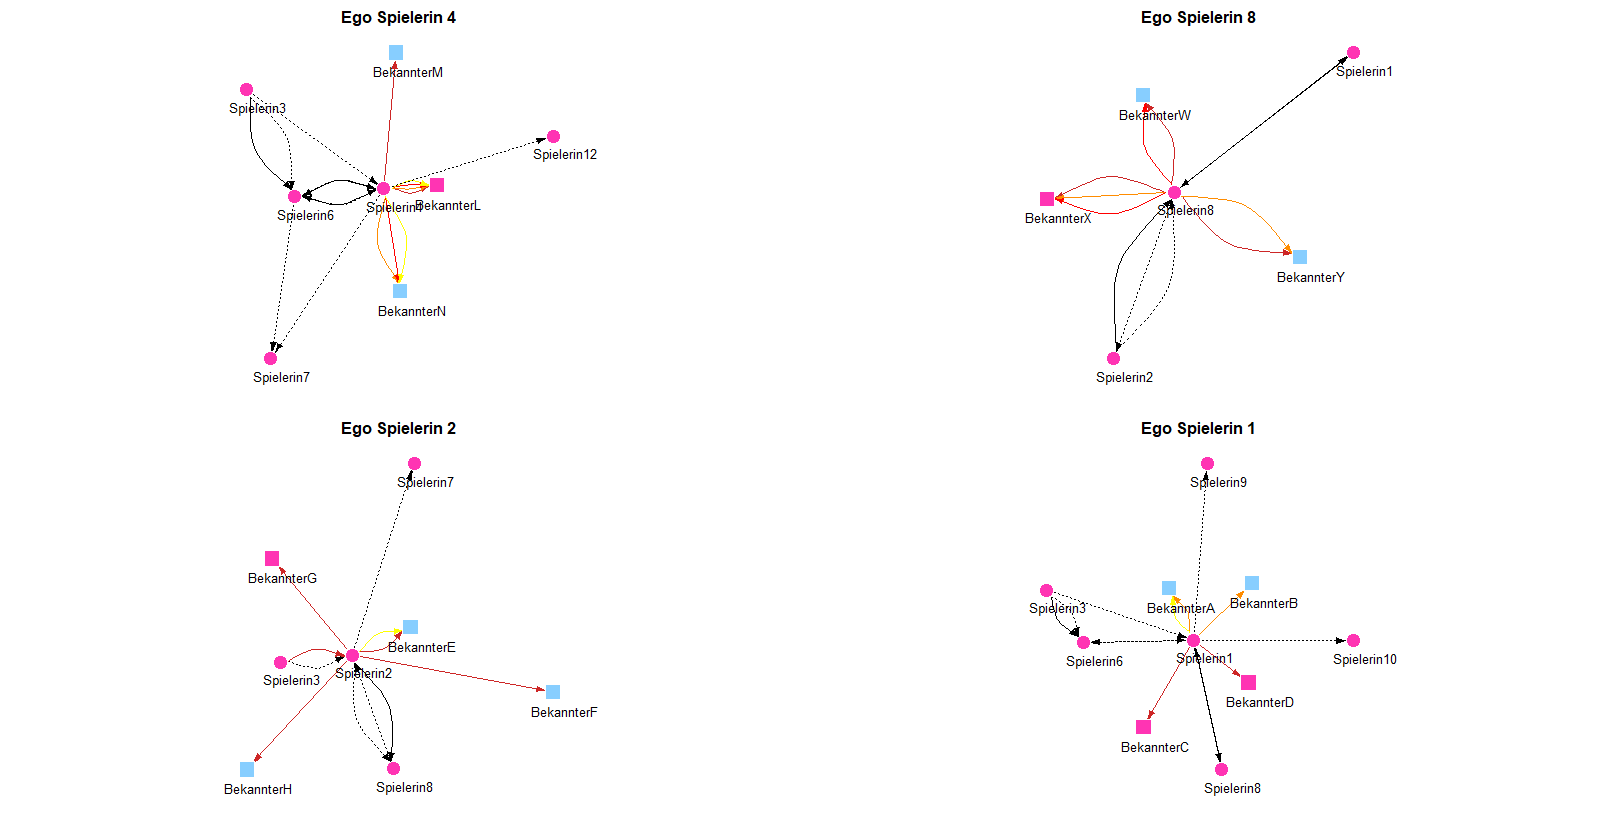 Ego Spielerin 4
BekannterM
Spielerin3
Spielerin12
Spielerin6
Spielerin4
BekannterL
BekannterN
Spielerin7
Ego Spielerin 8
Spielerin1
BekannterW
BekannterX
Spielerin8
BekannterY
Spielerin2
Ego Spielerin 2
Spielerin7
BekannterG
BekannterE
Spielerin3
Spielerin2
BekannterF
BekannterH
Spielerin8
Ego Spielerin 1
Spielerin9
Spielerin3
BekannterA
BekannterB
Spielerin6
Spielerin1
Spielerin10
BekannterD
BekannterC
Spielerin8